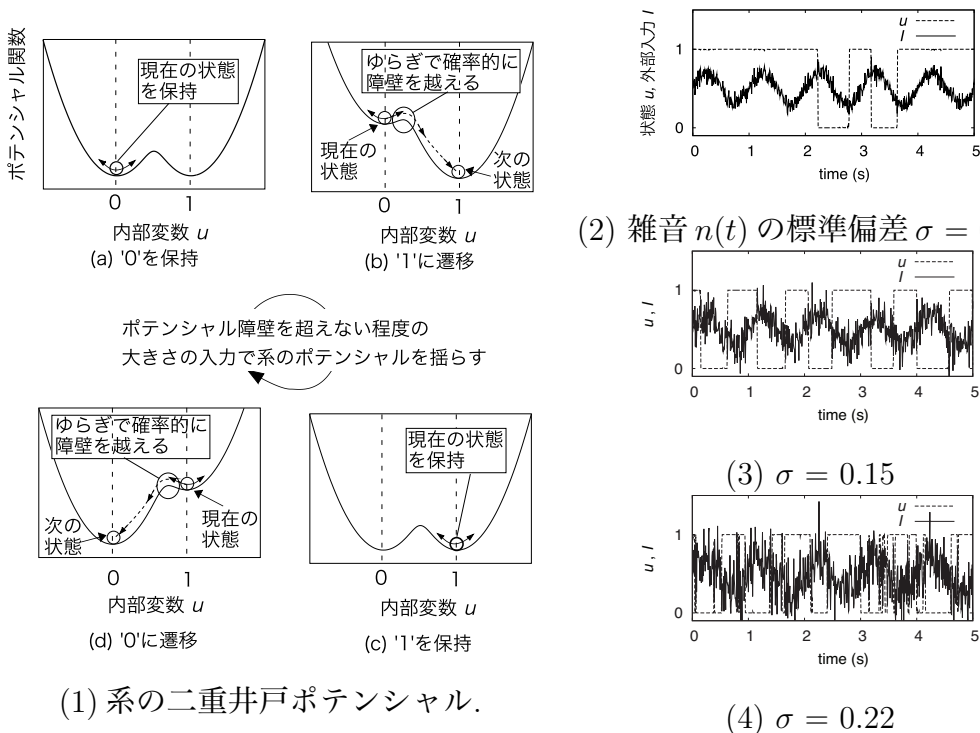 ポテンシャル関数
現在の状態
を保持
0
1
内部変数 u
(a) '0'を保持
ゆらぎで確率的に
障壁を越える
現在の
状態
次の
状態
0
1
内部変数 u
(b) '1'に遷移
ポテンシャル障壁を超えない程度の
大きさの入力で系のポテンシャルを揺らす
ゆらぎで確率的に
障壁を越える
次の
状態
現在の
状態
0
1
内部変数 u
(d) '0'に遷移
現在の状態
を保持
0
1
内部変数 u
(c) '1'を保持
(1) 系の二重井戸ポテンシャル.
状態 u, 外部入力 I
u
I
1
0
0 1 2 3 4 5
time (s)
(2) 雑音 n(t) の標準偏差 σ =
u , I
u
I
1
0
0 1 2 3 4 5
time (s)
(3) σ = 0.15
u , I
u
I
1
0
0 1 2 3 4 5
time (s)
(4) σ = 0.22